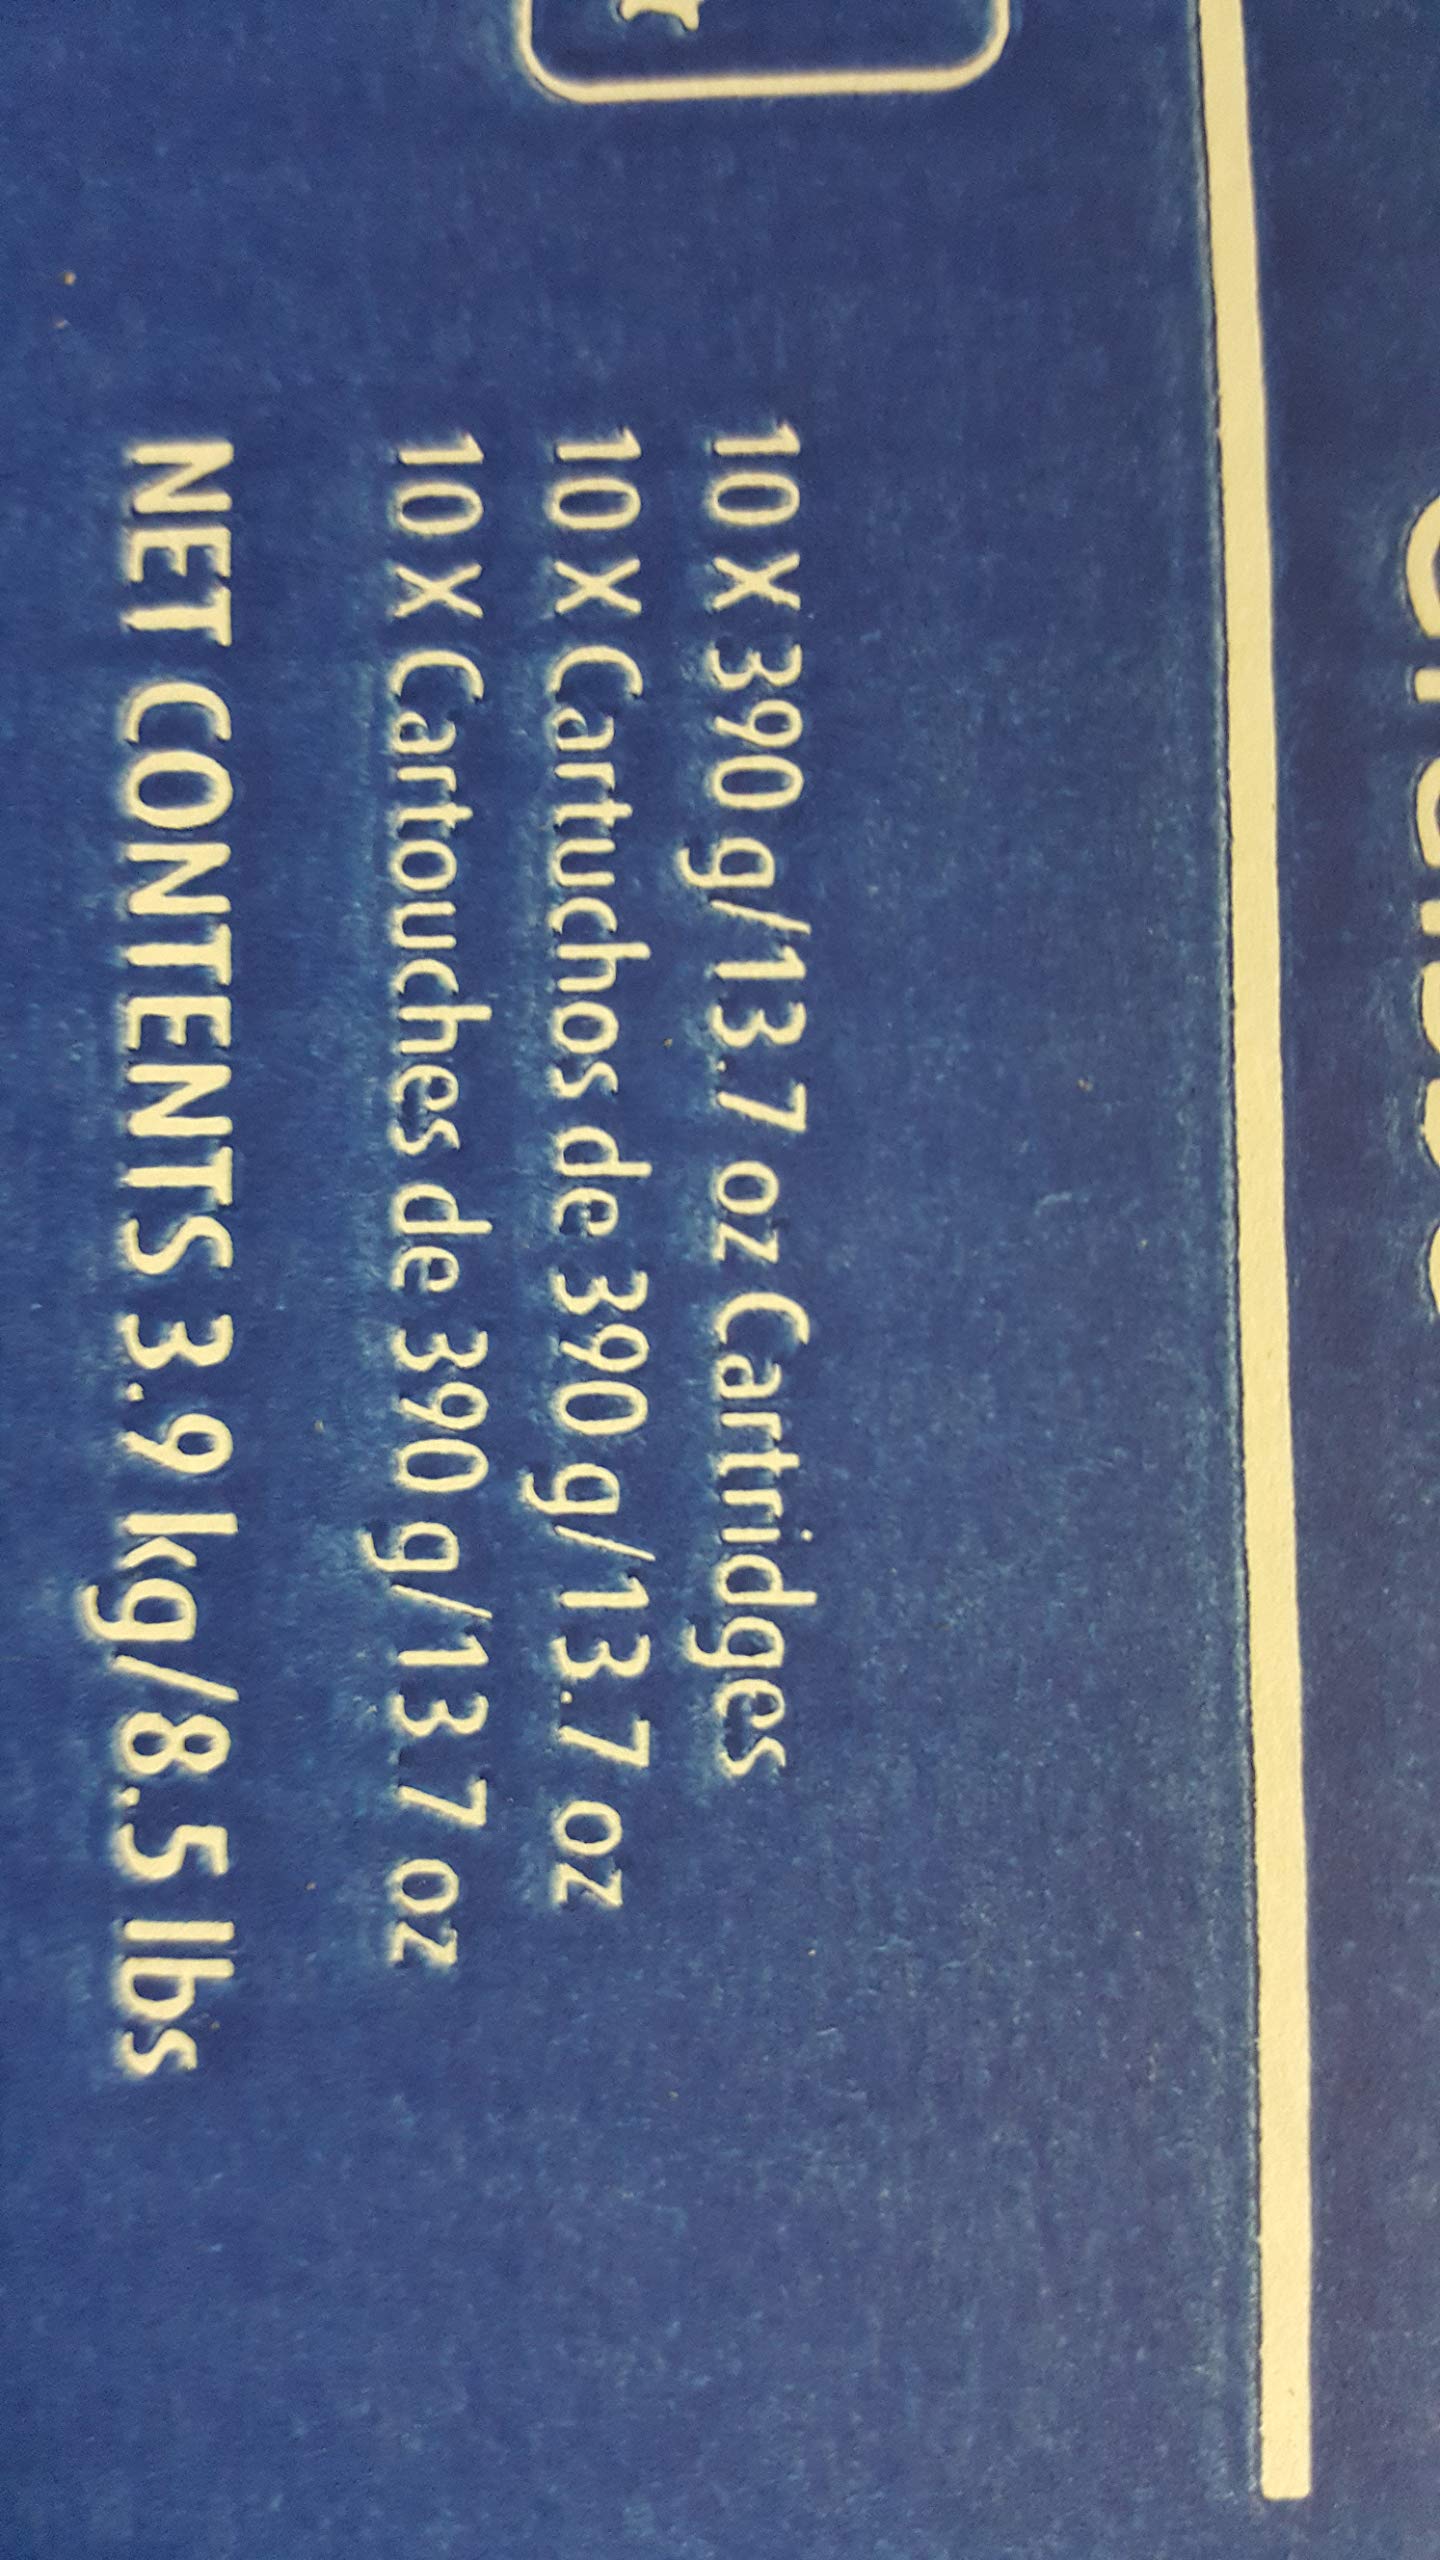 10 X 390 g/13.7 oz Cartridges
10 X Cartuchos de 390 g/13.7 oz
10 X Cartouches de 390 g/13.7 oz
NET CONTENTS 3.9 kg/8.5 lbs